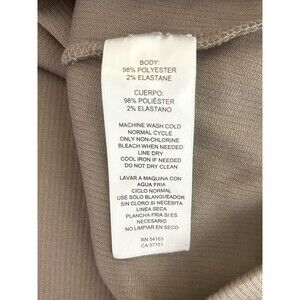 BODY:
98% POLYESTER
2% ELASTANE
CUERPO:
98% POLIÉSTER
2% ELASTANO
MACHINE WASH COLD
NORMAL CYCLE
ONLY NON-CHLORINE
BLEACH WHEN NEEDED
LINE DRY
COOL IRON IF NEEDED
DO NOT DRY CLEAN
LAVAR A MAQUINA CON
AGUA FRIA
CICLO NORMAL
USE SOLO BLANQUEADOR
SIN CLORO SI NECESITA
LINEA SECA
PLANCHA FRIA SI ES
NECESARIO
NO LIMPIAR EN SECO
RN 54163
CA 57151